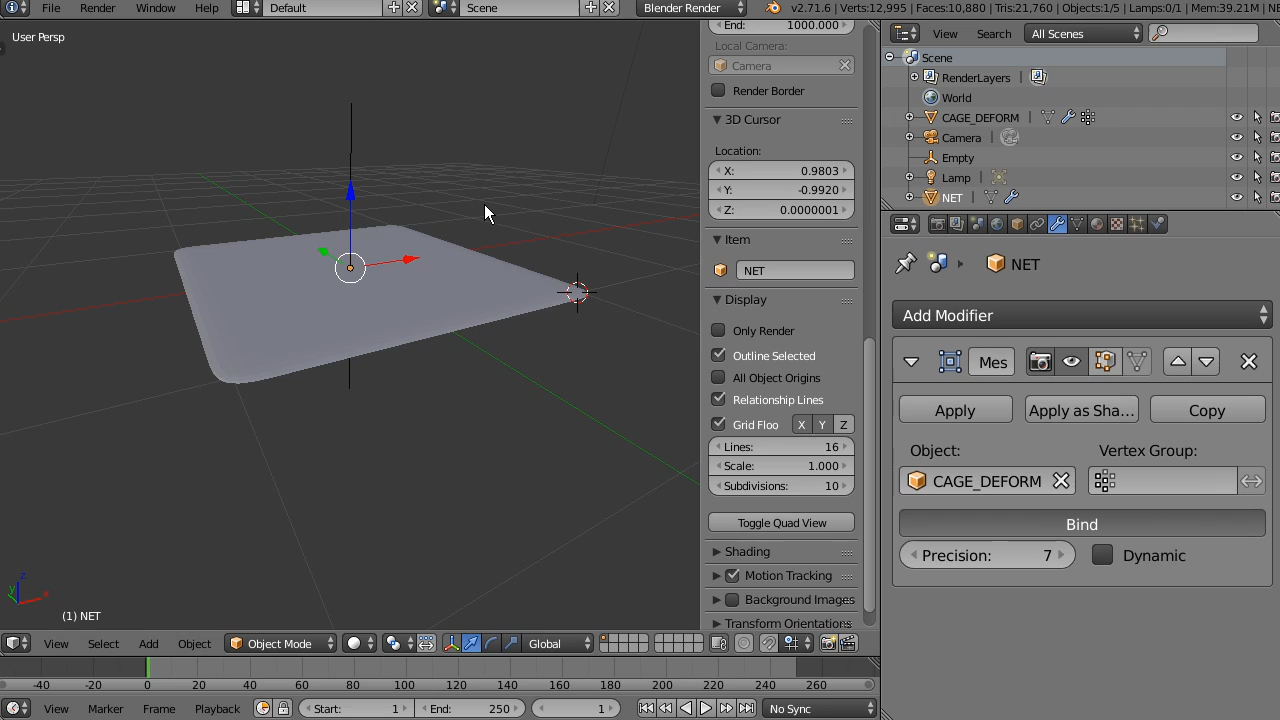 File Render Window Help Default Scene Blender Render v2.71.6 | Verts:12,995 | Faces:10,880 | Tris:21,760 | Objects:1/5 | Lamps:0/1 | Mem:39.21M | NE
User Persp
End: 1000.000
Local Camera:
Camera
Render Border
3D Cursor
Location:
X: 0.9803
Y: -0.9920
Z: 0.0000001
Item
NET
Display
Only Render
Outline Selected
All Object Origins
Relationship Lines
Grid Floo X Y Z
Lines: 16
Scale: 1.000
Subdivisions: 10
Toggle Quad View
Shading
Motion Tracking
Background Images
Transform Orientations
z
y
x
(1) NET
View Select Add Object Object Mode Global
-40 -20 0 20 40 60 80 100 120 140 160 180 200 220 240 260
View Marker Frame Playback Start: 1 End: 250 1 No Sync
View Search All Scenes
Scene
RenderLayers
World
CAGE_DEFORM
Camera
Empty
Lamp
NET
NET
Add Modifier
Mes
Apply Apply as Sha... Copy
Object: Vertex Group:
CAGE_DEFORM
Bind
Precision: 7 Dynamic